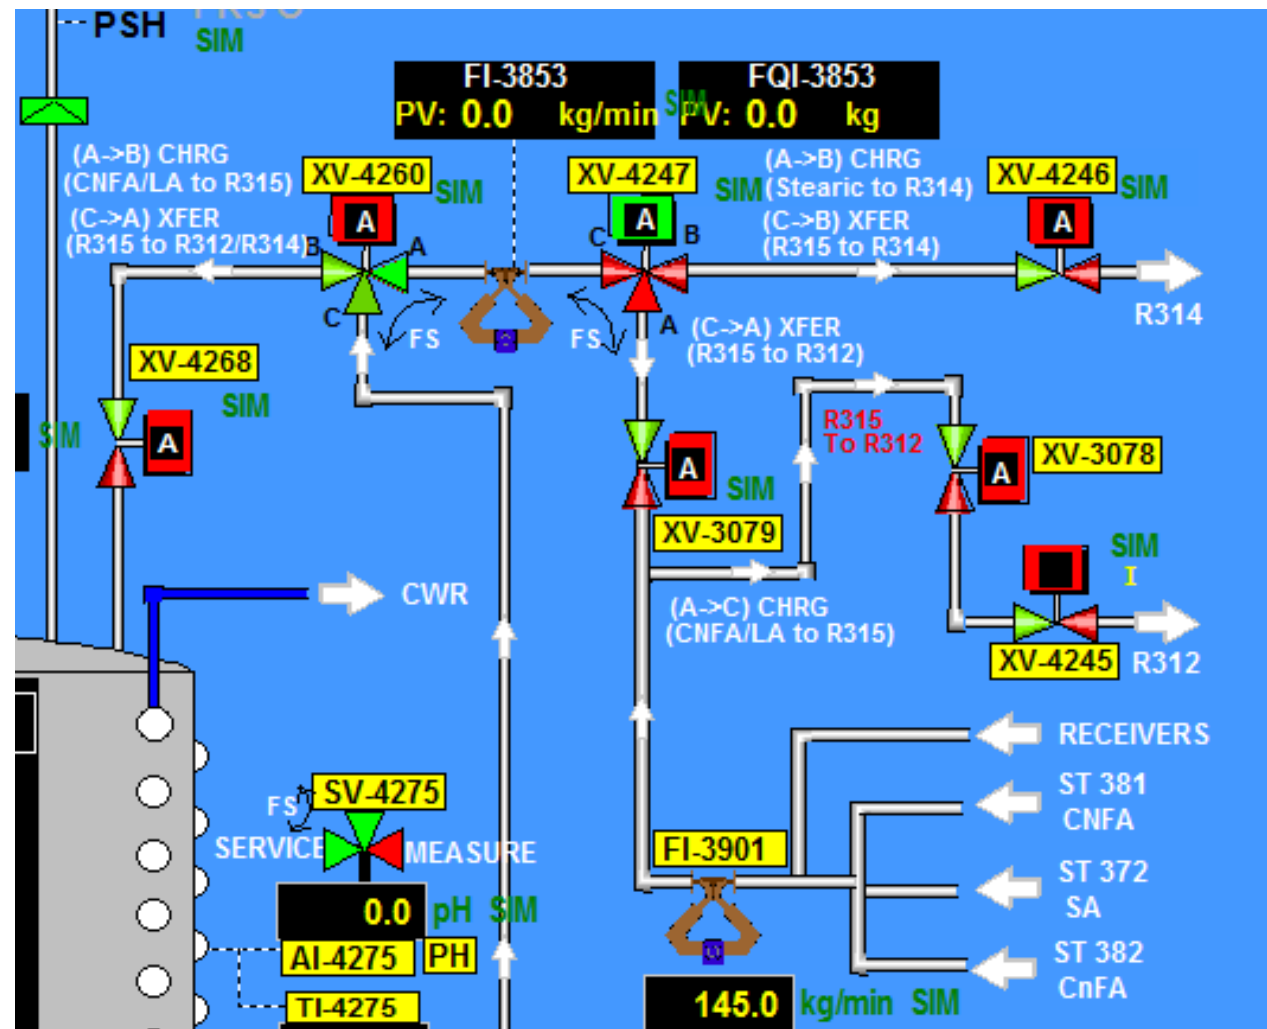 PSH
SIM
FI-3853
PV: 0.0 kg/min
SIM
FQI-3853
PV: 0.0 kg
(A->B) CHRG
(CNFA/LA to R315)
(C->A) XFER
(R315 to R312/R314)
XV-4260
SIM
A
B
A
C
FS
XV-4247
SIM
A
C
B
A
FS
(A->B) CHRG
(Stearic to R314)
(C->B) XFER
(R315 to R314)
XV-4246
SIM
A
R314
(C->A) XFER
(R315 to R312)
XV-4268
SIM
A
SIM
R315
To R312
A
SIM
XV-3079
XV-3078
A
SIM
I
XV-4245
R312
(A->C) CHRG
(CNFA/LA to R315)
CWR
RECEIVERS
ST 381
CNFA
ST 372
SA
ST 382
CnFA
FS
SV-4275
SERVICE
MEASURE
0.0 pH SIM
AI-4275
PH
TI-4275
FI-3901
145.0 kg/min SIM